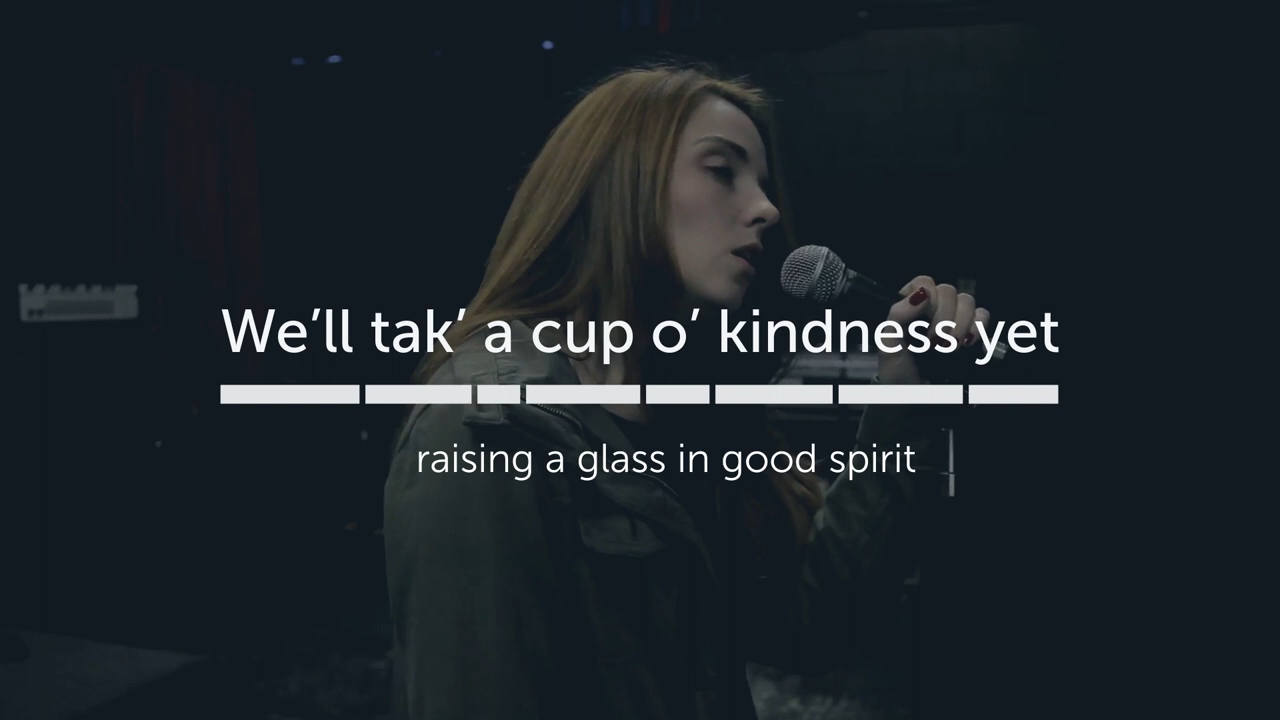 We’ll tak’ a cup o’ kindness yet
raising a glass in good spirit